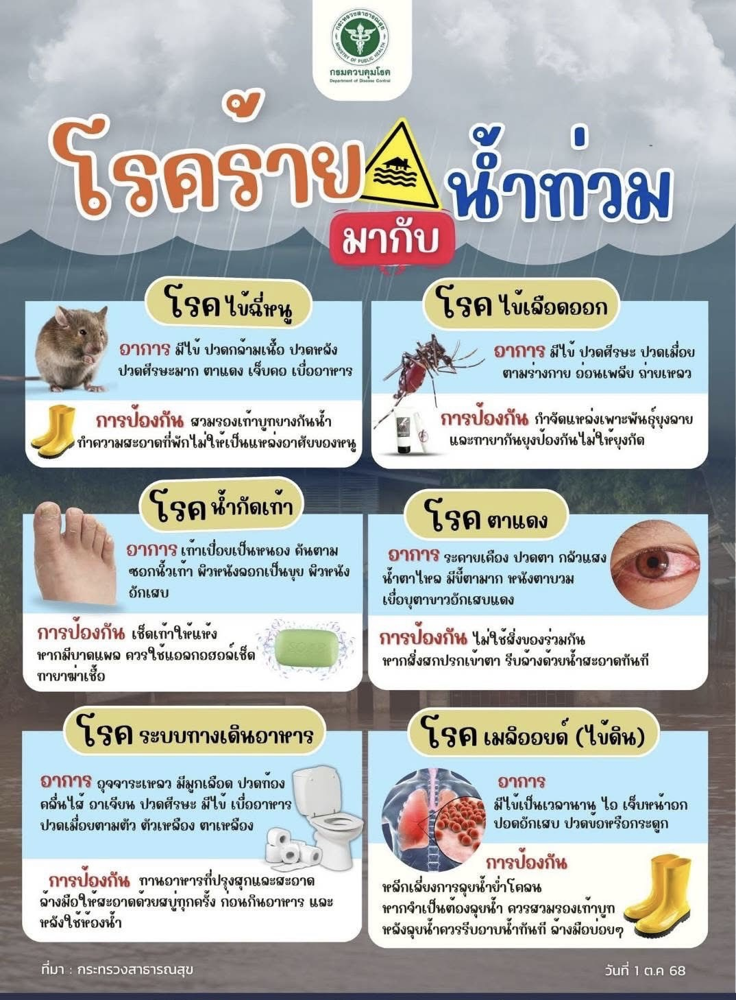 กระทรวงสาธารณสุข
MINISTRY OF PUBLIC HEALTH
กรมควบคุมโรค
Department of Disease Control
โรคร้าย
มากับ
น้ำท่วม
โรค ไข้ฉี่หนู
อาการ มีไข้ ปวดกล้ามเนื้อ ปวดหลัง
ปวดศีรษะมาก ตาแดง เจ็บคอ เบื่ออาหาร
การป้องกัน สวมรองเท้าบูทยางกันน้ำ
ทำความสะอาดที่พักไม่ให้เป็นแหล่งอาศัยของหนู
โรค ไข้เลือดออก
อาการ มีไข้ ปวดศีรษะ ปวดเมื่อย
ตามร่างกาย อ่อนเพลีย ถ่ายเหลว
การป้องกัน กำจัดแหล่งเพาะพันธุ์ยุงลาย
และทายากันยุงป้องกันไม่ให้ยุงกัด
โรค น้ำกัดเท้า
อาการ เท้าเปื่อยเป็นหนอง คันตาม
ซอกนิ้วเท้า ผิวหนังลอกเป็นขุย ผิวหนัง
อักเสบ
การป้องกัน เช็ดเท้าให้แห้ง
หากมีบาดแผล ควรใช้แอลกอฮอล์เช็ด
ทายาฆ่าเชื้อ
โรค ตาแดง
อาการ ระคายเคือง ปวดตา กลัวแสง
น้ำตาไหล มีขี้ตามาก หนังตาบวม
เยื่อบุตาขาวอักเสบแดง
การป้องกัน ไม่ใช้สิ่งของร่วมกัน
หากสิ่งสกปรกเข้าตา รีบล้างด้วยน้ำสะอาดทันที
โรค ระบบทางเดินอาหาร
อาการ อุจจาระเหลว มีมูกเลือด ปวดท้อง
คลื่นไส้ อาเจียน ปวดศีรษะ มีไข้ เบื่ออาหาร
ปวดเมื่อยตามตัว ตัวเหลือง ตาเหลือง
การป้องกัน ทานอาหารที่ปรุงสุกและสะอาด
ล้างมือให้สะอาดด้วยสบู่ทุกครั้ง ก่อนกินอาหาร และ
หลังใช้ห้องน้ำ
โรค เมลิออยด์ (ไข้ดิน)
อาการ
มีไข้เป็นเวลานาน ไอ เจ็บหน้าอก
ปอดอักเสบ ปวดข้อหรือกระดูก
การป้องกัน
หลีกเลี่ยงการลุยน้ำย่ำโคลน
หากจำเป็นต้องลุยน้ำ ควรสวมรองเท้าบูท
หลังลุยน้ำควรรีบอาบน้ำทันที ล้างมือบ่อยๆ
ที่มา : กระทรวงสาธารณสุข
วันที่ 1 ต.ค 68